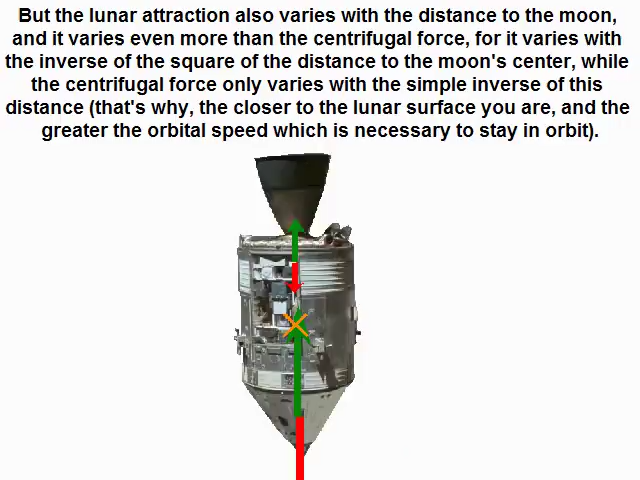 But the lunar attraction also varies with the distance to the moon,
and it varies even more than the centrifugal force, for it varies with
the inverse of the square of the distance to the moon's center, while
the centrifugal force only varies with the simple inverse of this
distance (that's why, the closer to the lunar surface you are, and the
greater the orbital speed which is necessary to stay in orbit).